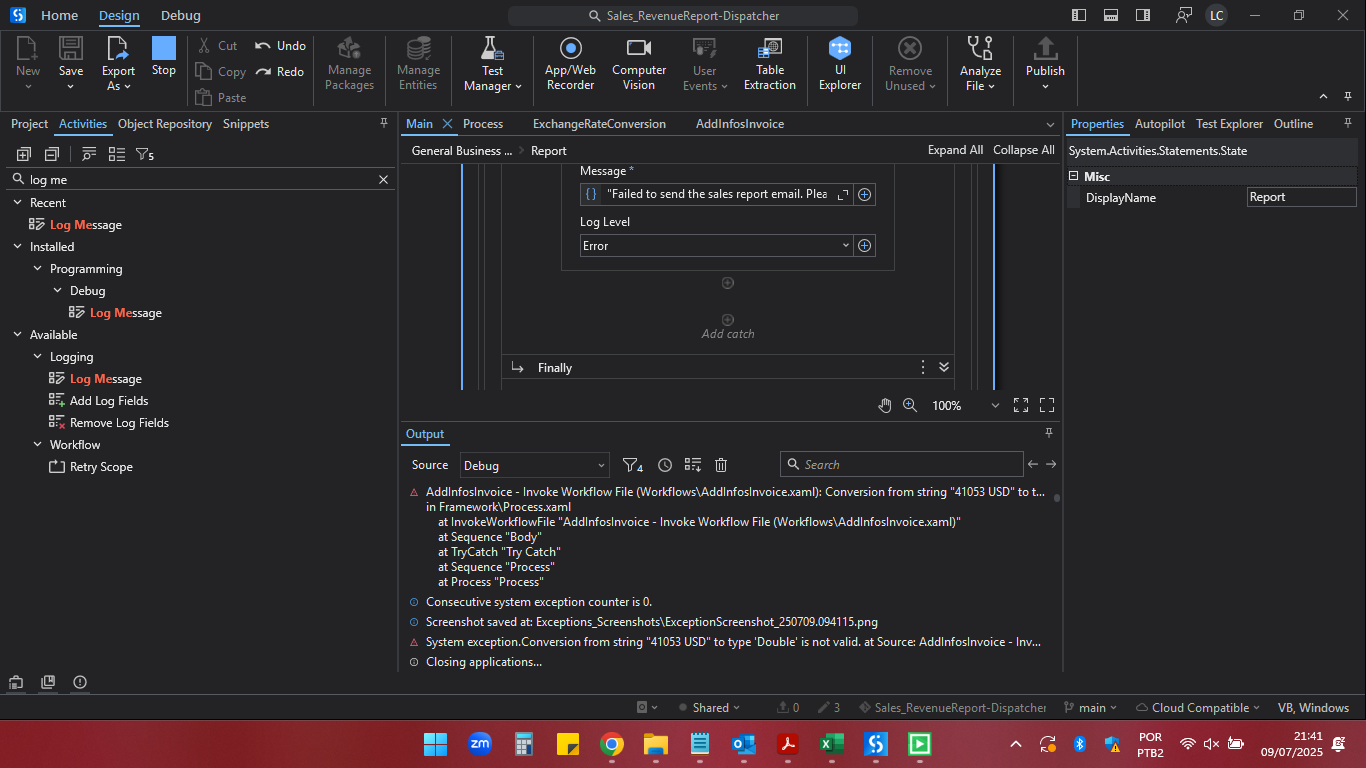 Home Design Debug Sales_RevenueReport-Dispatcher LC
New Save Export As Stop Cut Copy Paste Undo Redo Manage Packages Manage Entities Test Manager App/Web Recorder Computer Vision User Events Table Extraction UI Explorer Remove Unused Analyze File Publish
Project Activities Object Repository Snippets
5
log me
Recent
Log Message
Installed
Programming
Debug
Log Message
Available
Logging
Log Message
Add Log Fields
Remove Log Fields
Workflow
Retry Scope
Main Process ExchangeRateConversion AddInfosInvoice
General Business ... Report Expand All Collapse All
Message *
{} "Failed to send the sales report email. Plea
Log Level
Error
Add catch
Finally
100%
Output
Source Debug 4 Search
AddInfosInvoice - Invoke Workflow File (Workflows\AddInfosInvoice.xaml): Conversion from string "41053 USD" to t...
in Framework\Process.xaml
at InvokeWorkflowFile "AddInfosInvoice - Invoke Workflow File (Workflows\AddInfosInvoice.xaml)"
at Sequence "Body"
at TryCatch "Try Catch"
at Sequence "Process"
at Process "Process"
Consecutive system exception counter is 0.
Screenshot saved at: Exceptions_Screenshots\ExceptionScreenshot_250709.094115.png
System exception.Conversion from string "41053 USD" to type 'Double' is not valid. at Source: AddInfosInvoice - Inv...
Closing applications...
Properties Autopilot Test Explorer Outline
System.Activities.Statements.State
Misc
DisplayName Report
Shared 0 3 Sales_RevenueReport-Dispatcher main Cloud Compatible VB, Windows
zm
POR
PTB2
21:41
09/07/2025